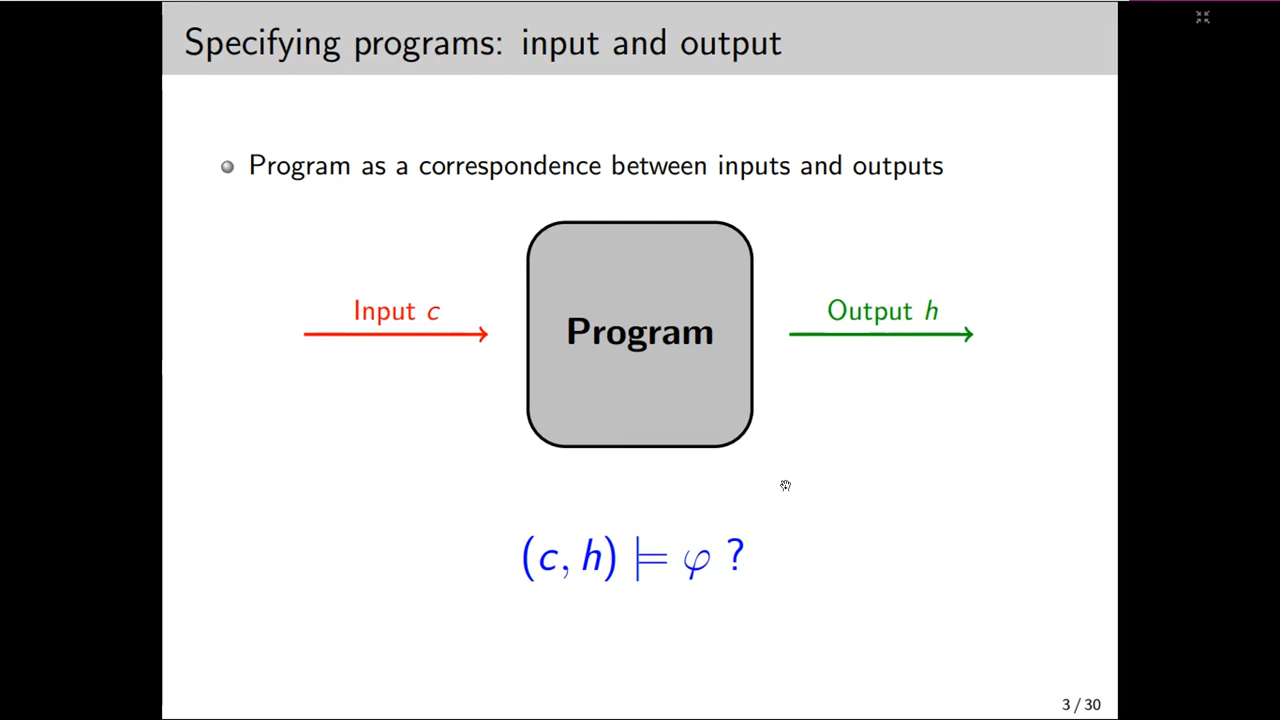 Specifying programs: input and output
Program as a correspondence between inputs and outputs
Input c
Program
Output h
(c, h) ⊨ φ ?
3 / 30